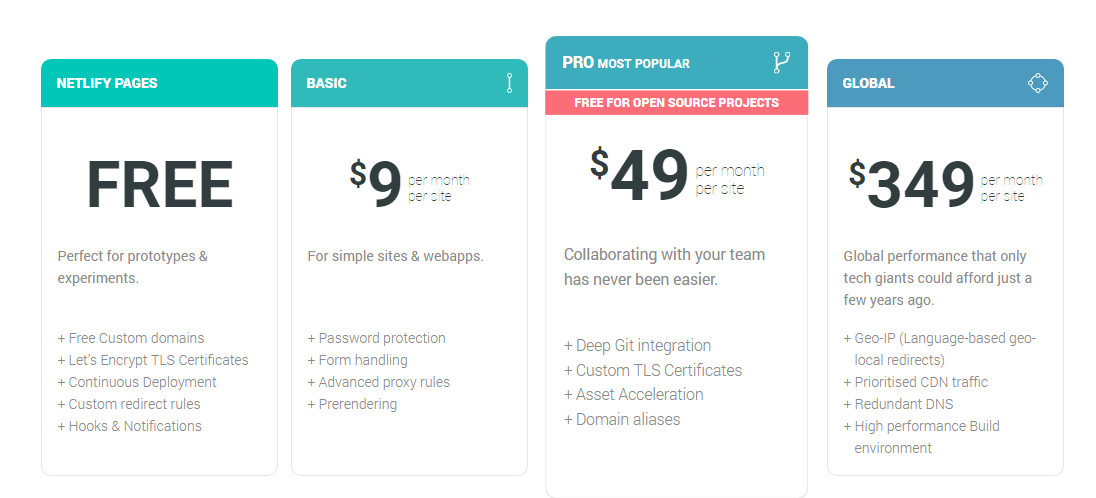 NETLIFY PAGES
FREE
Perfect for prototypes &
experiments.
+ Free Custom domains
+ Let's Encrypt TLS Certificates
+ Continuous Deployment
+ Custom redirect rules
+ Hooks & Notifications
BASIC
$9 per month
per site
For simple sites & webapps.
+ Password protection
+ Form handling
+ Advanced proxy rules
+ Prerendering
PRO MOST POPULAR
FREE FOR OPEN SOURCE PROJECTS
$49 per month
per site
Collaborating with your team
has never been easier.
+ Deep Git integration
+ Custom TLS Certificates
+ Asset Acceleration
+ Domain aliases
GLOBAL
$349 per month
per site
Global performance that only
tech giants could afford just a
few years ago.
+ Geo-IP (Language-based geo-
local redirects)
+ Prioritised CDN traffic
+ Redundant DNS
+ High performance Build
environment